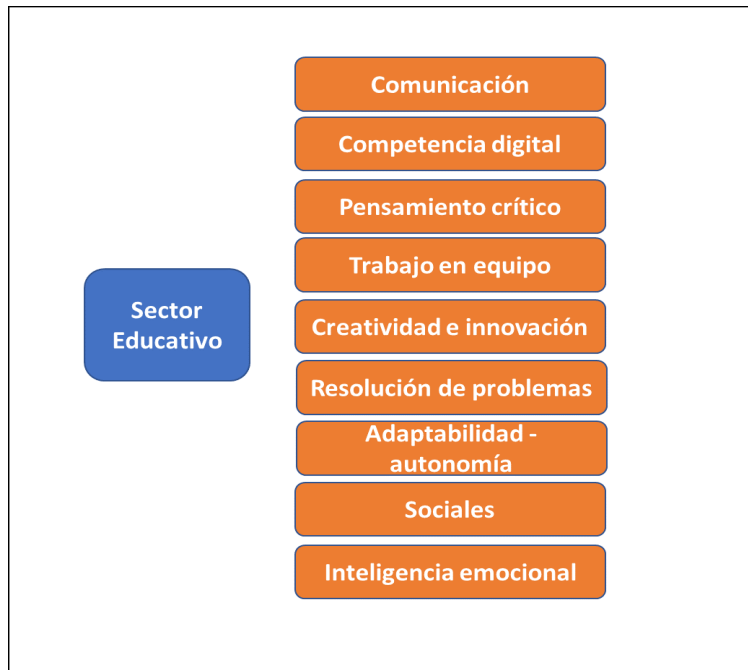 Comunicación
Competencia digital
Pensamiento crítico
Trabajo en equipo
Sector
Educativo
Creatividad e innovación
Resolución de problemas
Adaptabilidad -
autonomía
Sociales
Inteligencia emocional